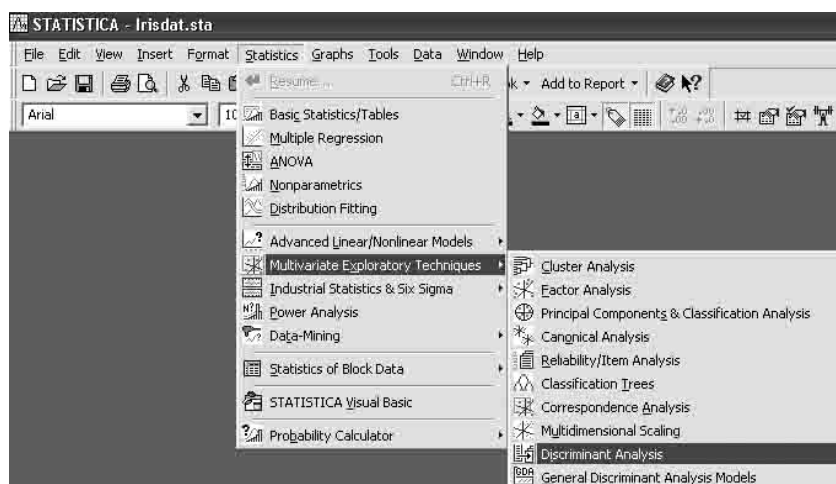 STATISTICA - Irisdat.sta
File Edit View Insert Format Statistics Graphs Tools Data Window Help
Resume... Ctrl+R
Add to Report
Arial
10
Basic Statistics/Tables
Multiple Regression
ANOVA
Nonparametrics
Distribution Fitting
Advanced Linear/Nonlinear Models
Multivariate Exploratory Techniques
Industrial Statistics & Six Sigma
Power Analysis
Data-Mining
Statistics of Block Data
STATISTICA Visual Basic
Probability Calculator
Cluster Analysis
Factor Analysis
Principal Components & Classification Analysis
Canonical Analysis
Reliability/Item Analysis
Classification Trees
Correspondence Analysis
Multidimensional Scaling
Discriminant Analysis
General Discriminant Analysis Models